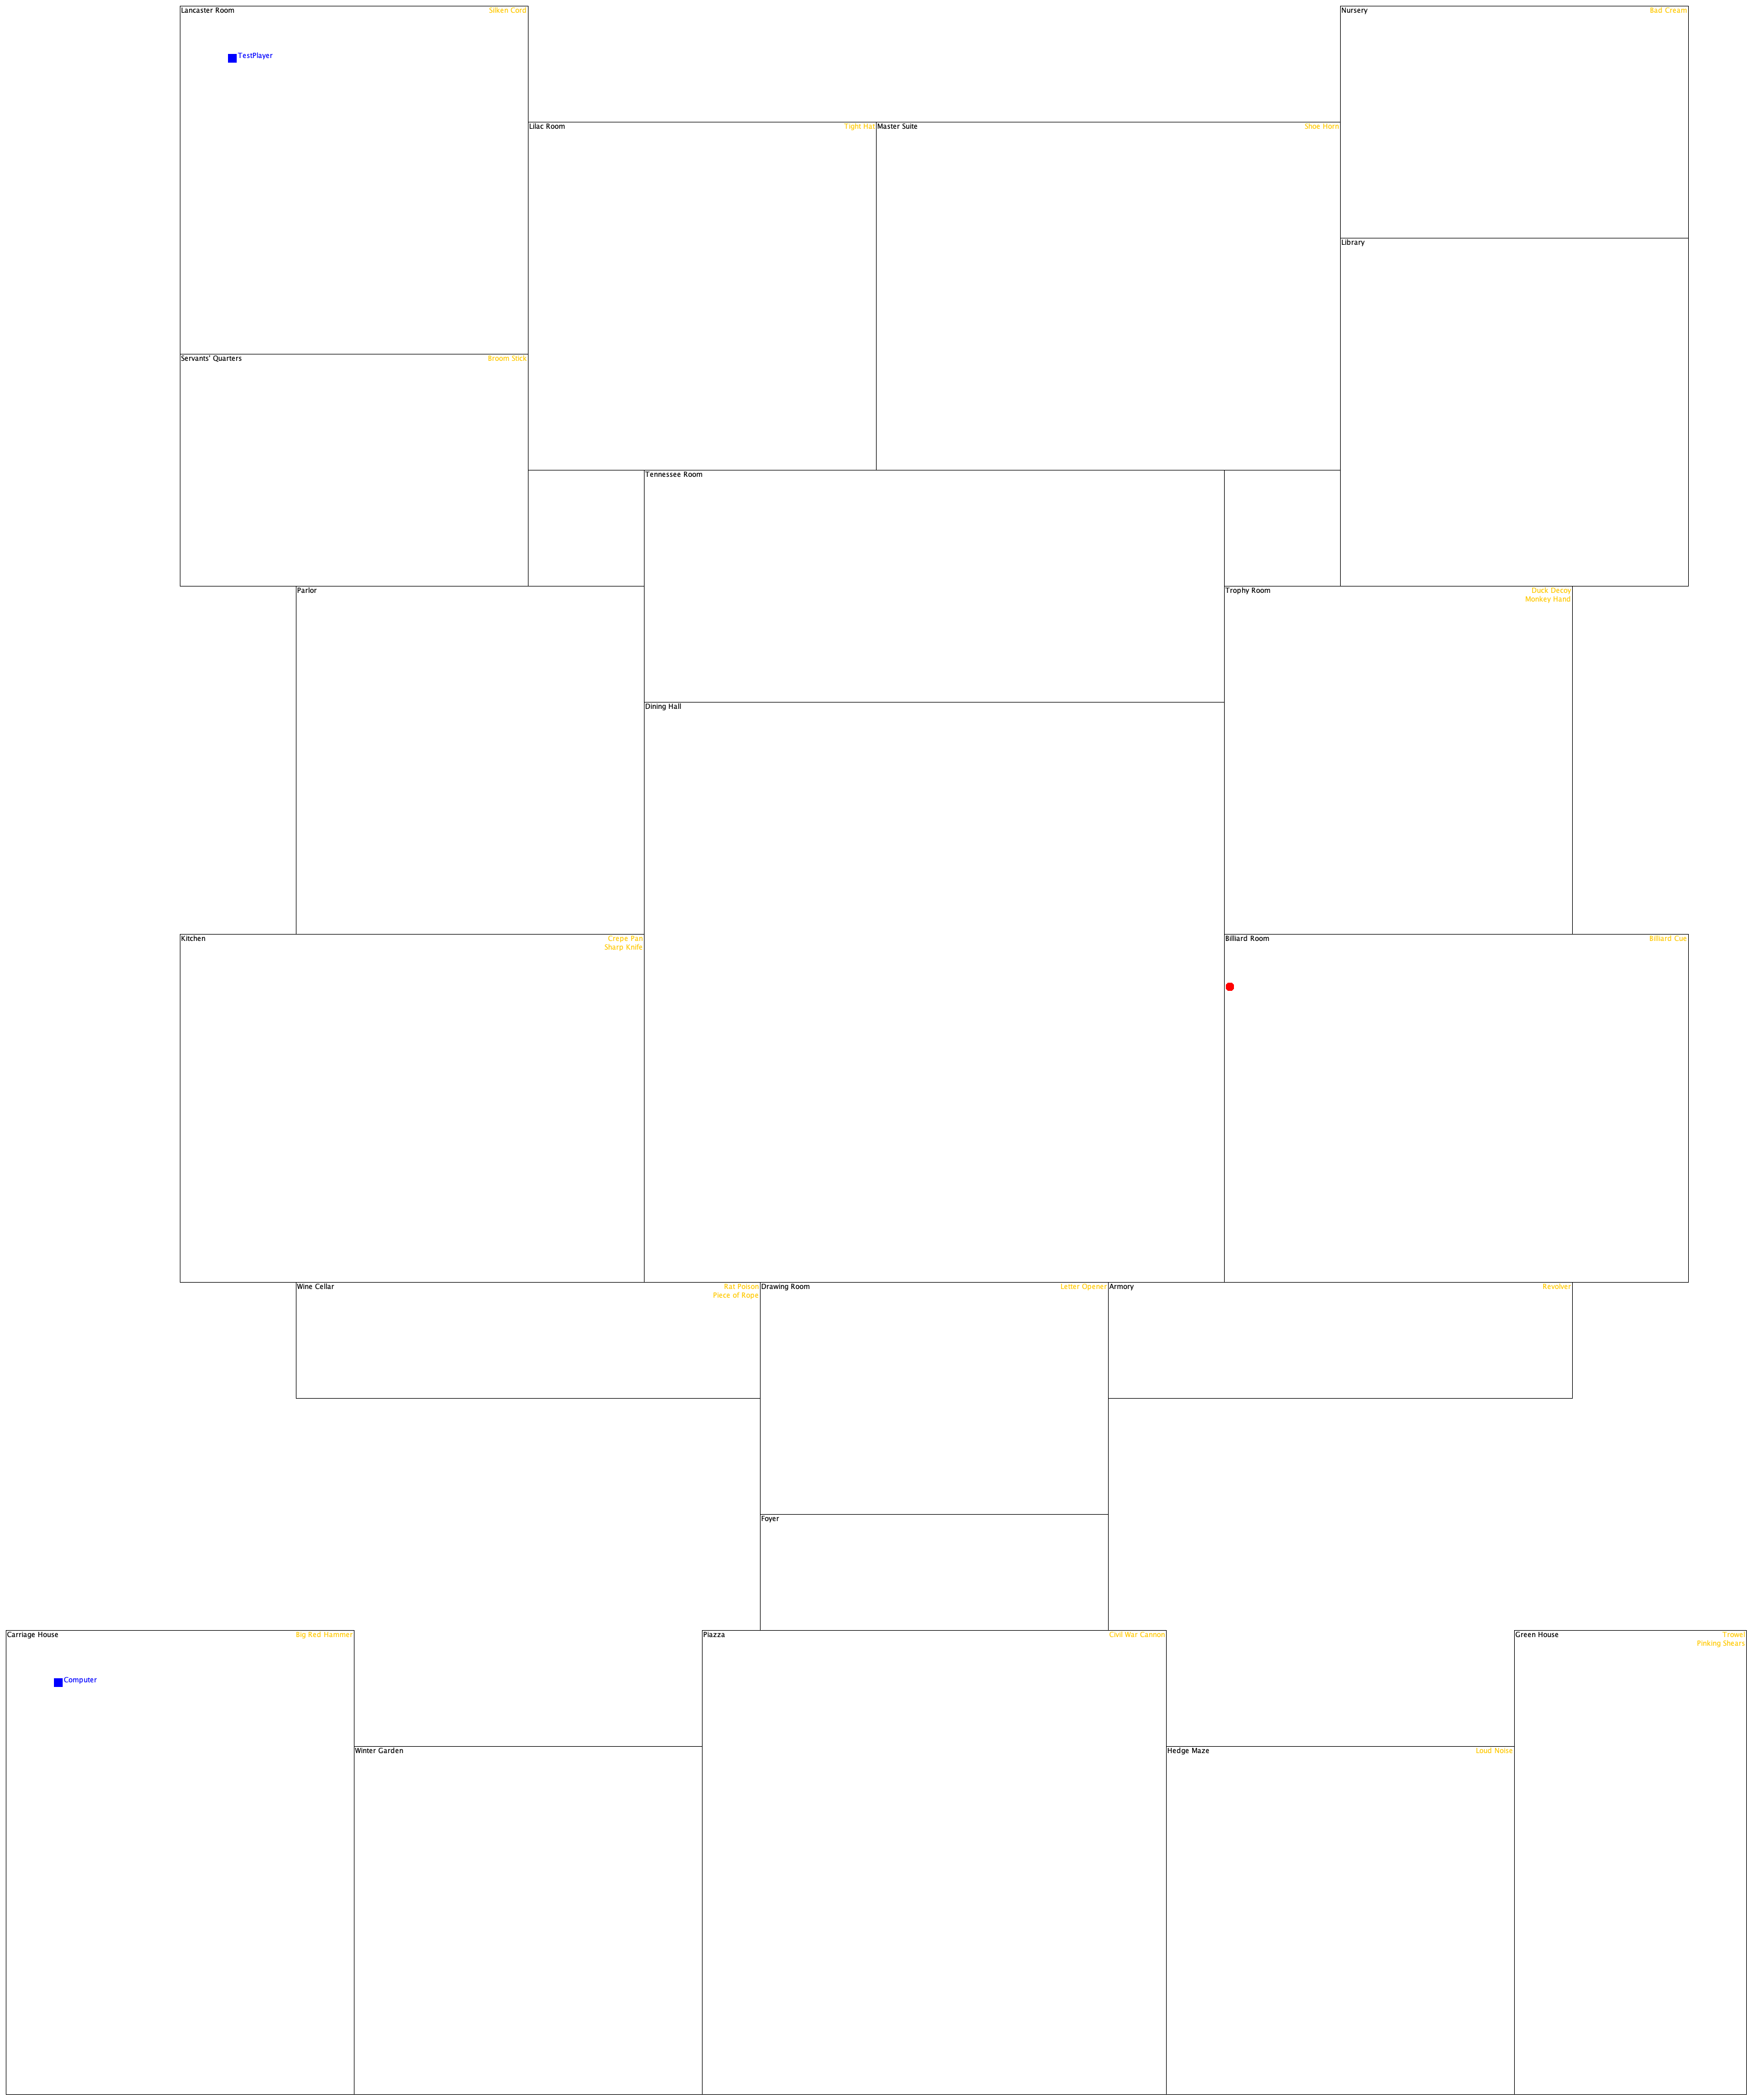 Lancaster Room
Silken Cord
Nursery
Bad Cream
TestPlayer
Lilac Room
Tight Hat
Master Suite
Shoe Horn
Library
Servants' Quarters
Broom Stick
Tennessee Room
Parlor
Trophy Room
Duck Decoy
Monkey Hand
Dining Hall
Kitchen
Crepe Pan
Sharp Knife
Billiard Room
Billiard Cue
Wine Cellar
Rat Poison
Piece of Rope
Drawing Room
Letter Opener
Armory
Revolver
Foyer
Carriage House
Big Red Hammer
Piazza
Civil War Cannon
Green House
Trowel
Pinking Shears
Computer
Winter Garden
Hedge Maze
Loud Noise